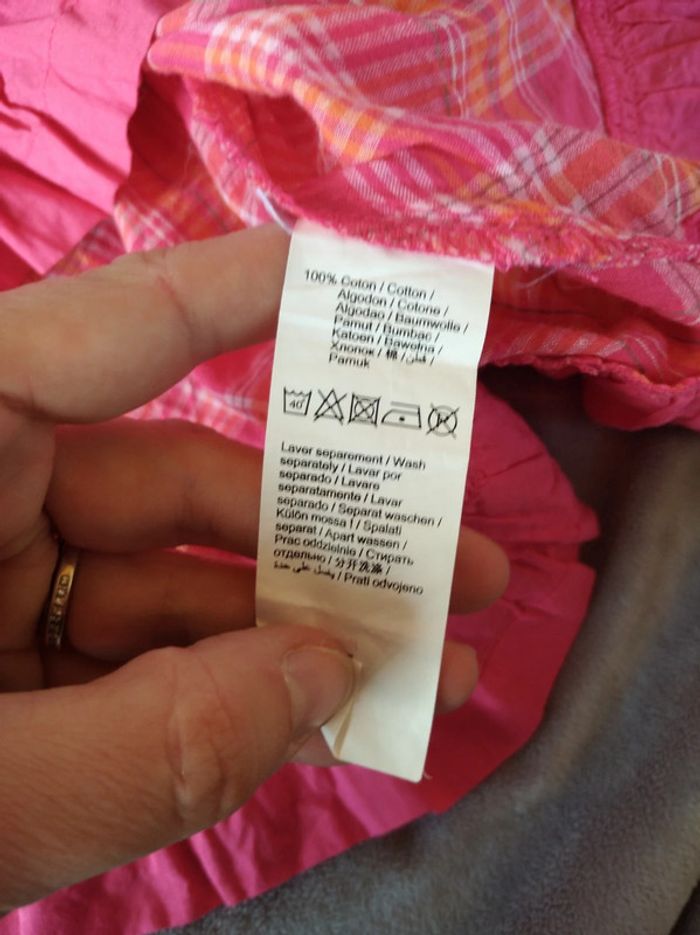 100% Coton / Cotton /
Algodon / Cotone /
Algodao / Baumwolle /
Pamut / Bumbac /
Katoen / Bawełna /
Хлопок / 棉 / قطن /
Pamuk
40
Laver separement / Wash
separately / Lavar por
separado / Lavare
separatamente / Lavar
separado / Separat waschen /
Külön mossa ! / Spalati
separat / Apart wassen /
Prac oddzielnie / Стирать
отдельно / 分开洗涤 /
على حدة / Prati odvojeno